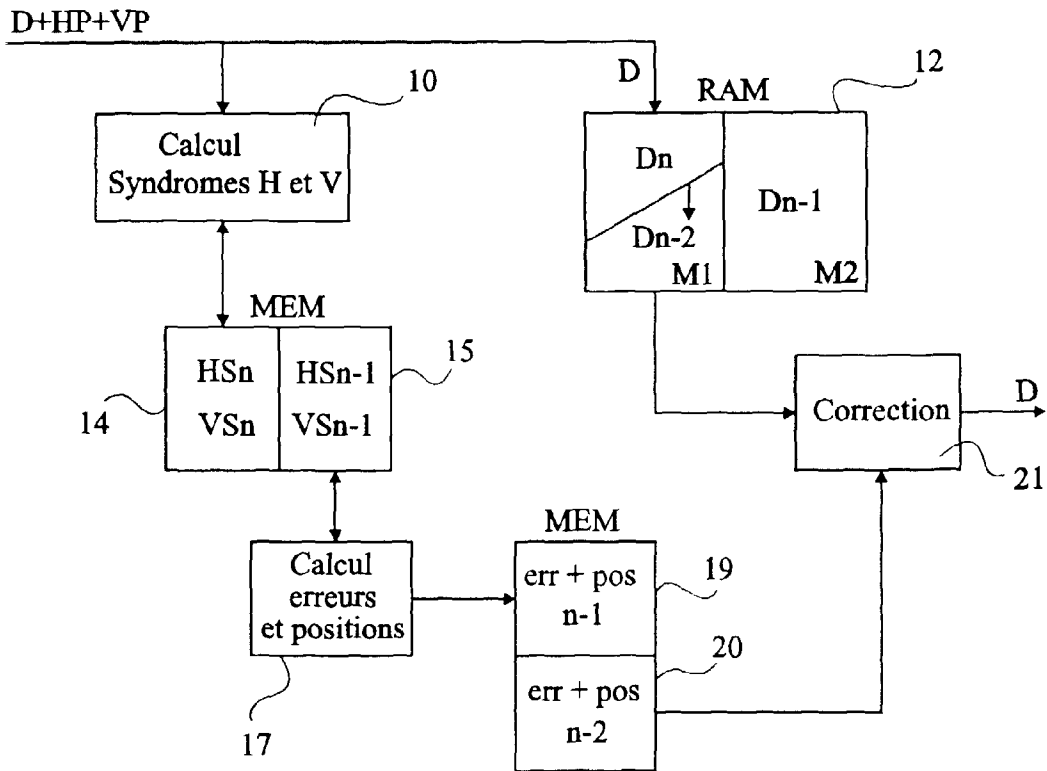 D+HP+VP
10
Calcul
Syndromes H et V
D
RAM
12
Dn
Dn-2
M1
Dn-1
M2
MEM
HSn
VSn
HSn-1
VSn-1
14
15
Correction
D
21
Calcul
erreurs
et positions
17
MEM
err + pos
n-1
19
err + pos
n-2
20